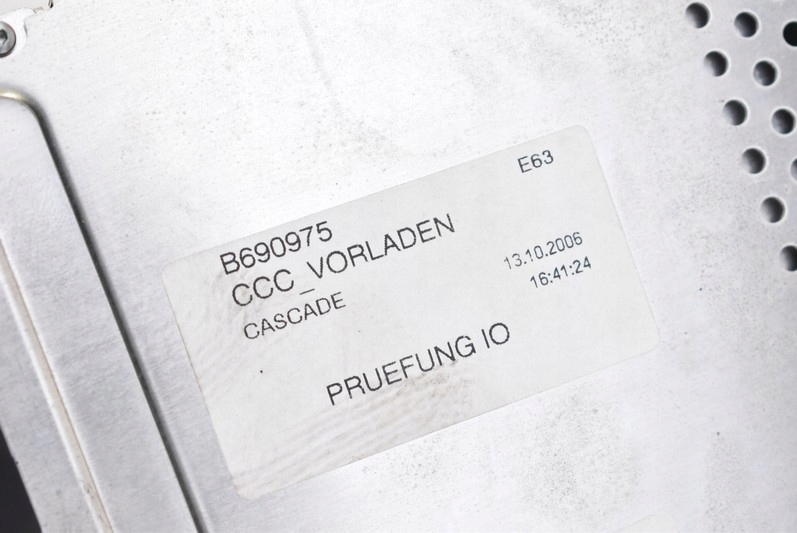 E63
B690975
CCC_VORLADEN
13.10.2006
CASCADE
16:41:24
PRUEFUNG IO